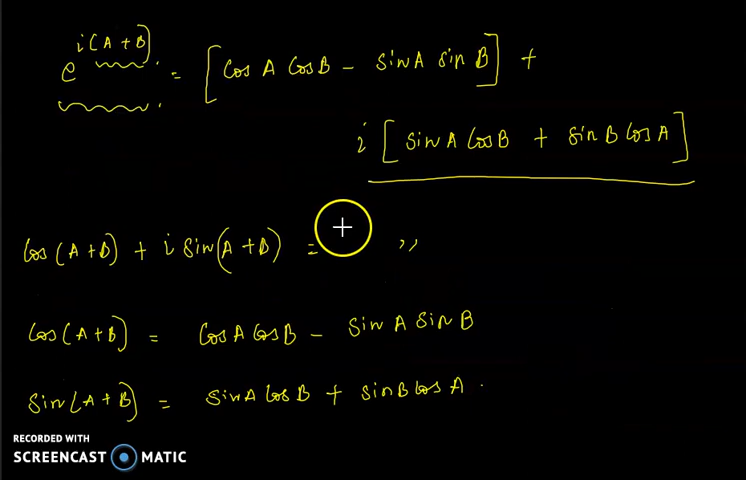 e^{i(A+B)} = [cos A cos B − sin A sin B] +
i [sin A cos B + sin B cos A]
cos(A+B) + i sin(A+B) = ,,
cos(A+B) = cos A cos B − sin A sin B
sin(A+B) = sin A cos B + sin B cos A .
RECORDED WITH
SCREENCAST MATIC